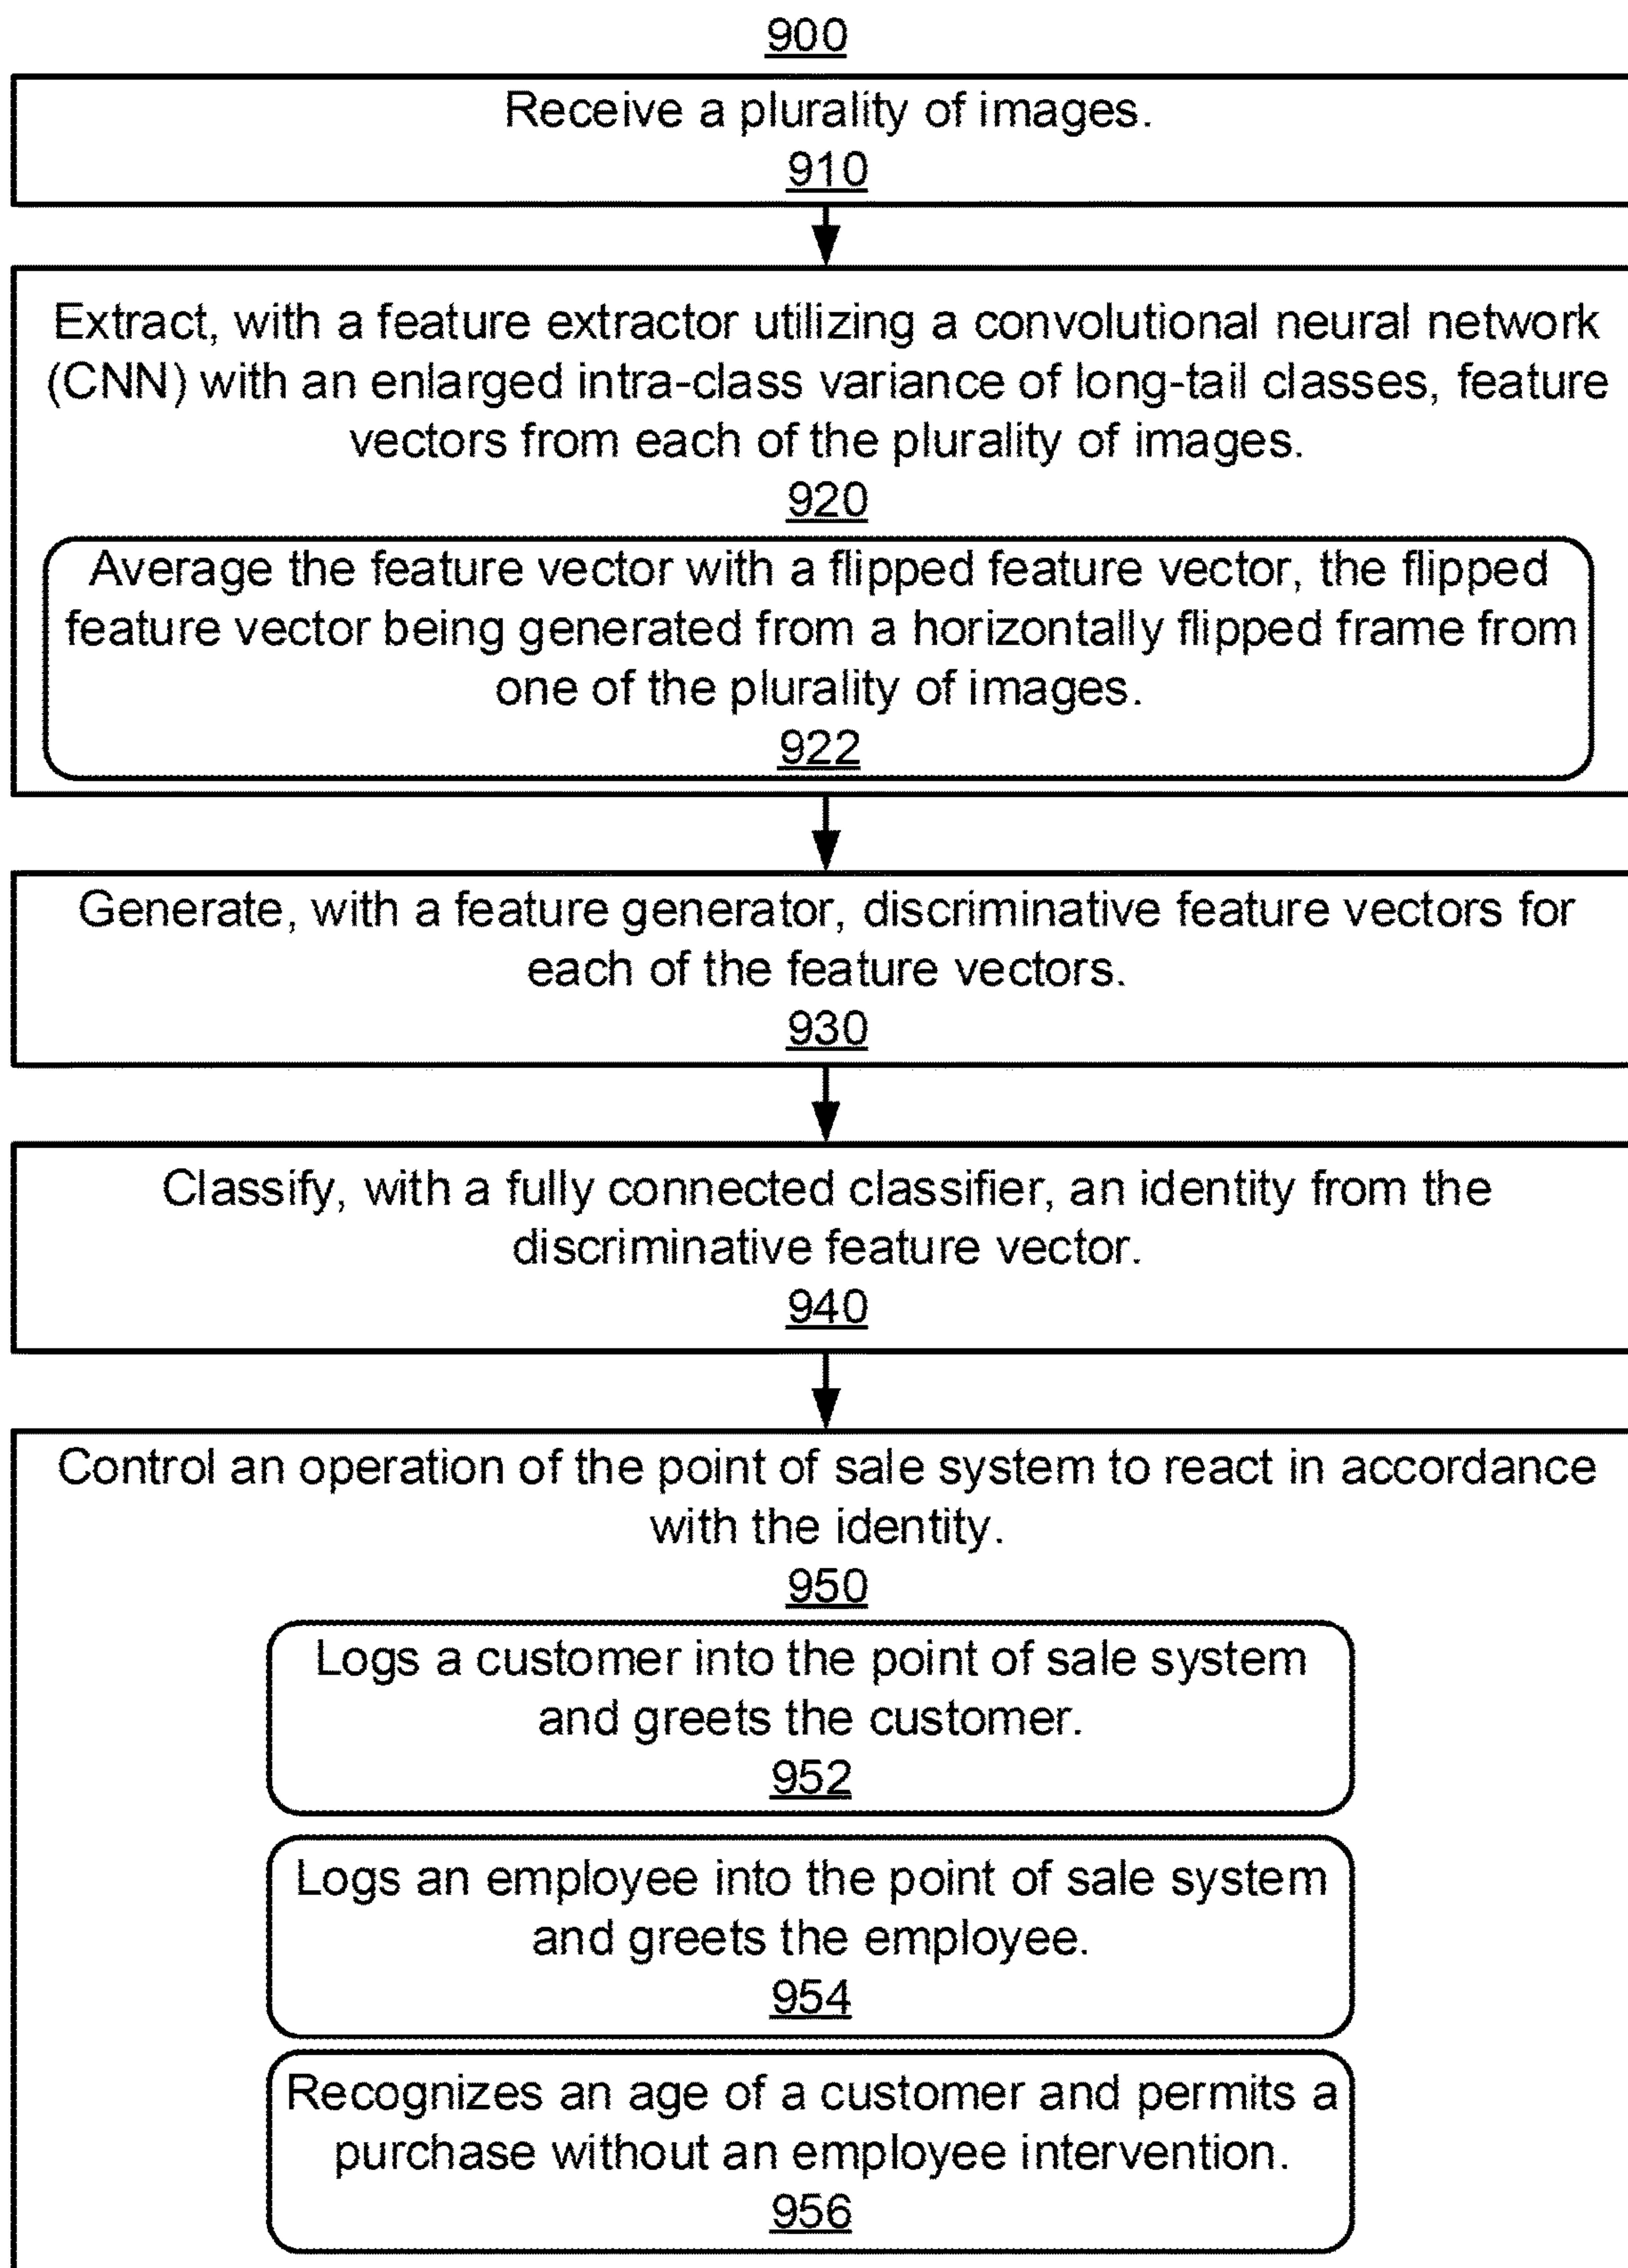 900
Receive a plurality of images.
910
Extract, with a feature extractor utilizing a convolutional neural network
(CNN) with an enlarged intra-class variance of long-tail classes, feature
vectors from each of the plurality of images.
920
Average the feature vector with a flipped feature vector, the flipped
feature vector being generated from a horizontally flipped frame from
one of the plurality of images.
922
Generate, with a feature generator, discriminative feature vectors for
each of the feature vectors.
930
Classify, with a fully connected classifier, an identity from the
discriminative feature vector.
940
Control an operation of the point of sale system to react in accordance
with the identity.
950
Logs a customer into the point of sale system
and greets the customer.
952
Logs an employee into the point of sale system
and greets the employee.
954
Recognizes an age of a customer and permits a
purchase without an employee intervention.
956